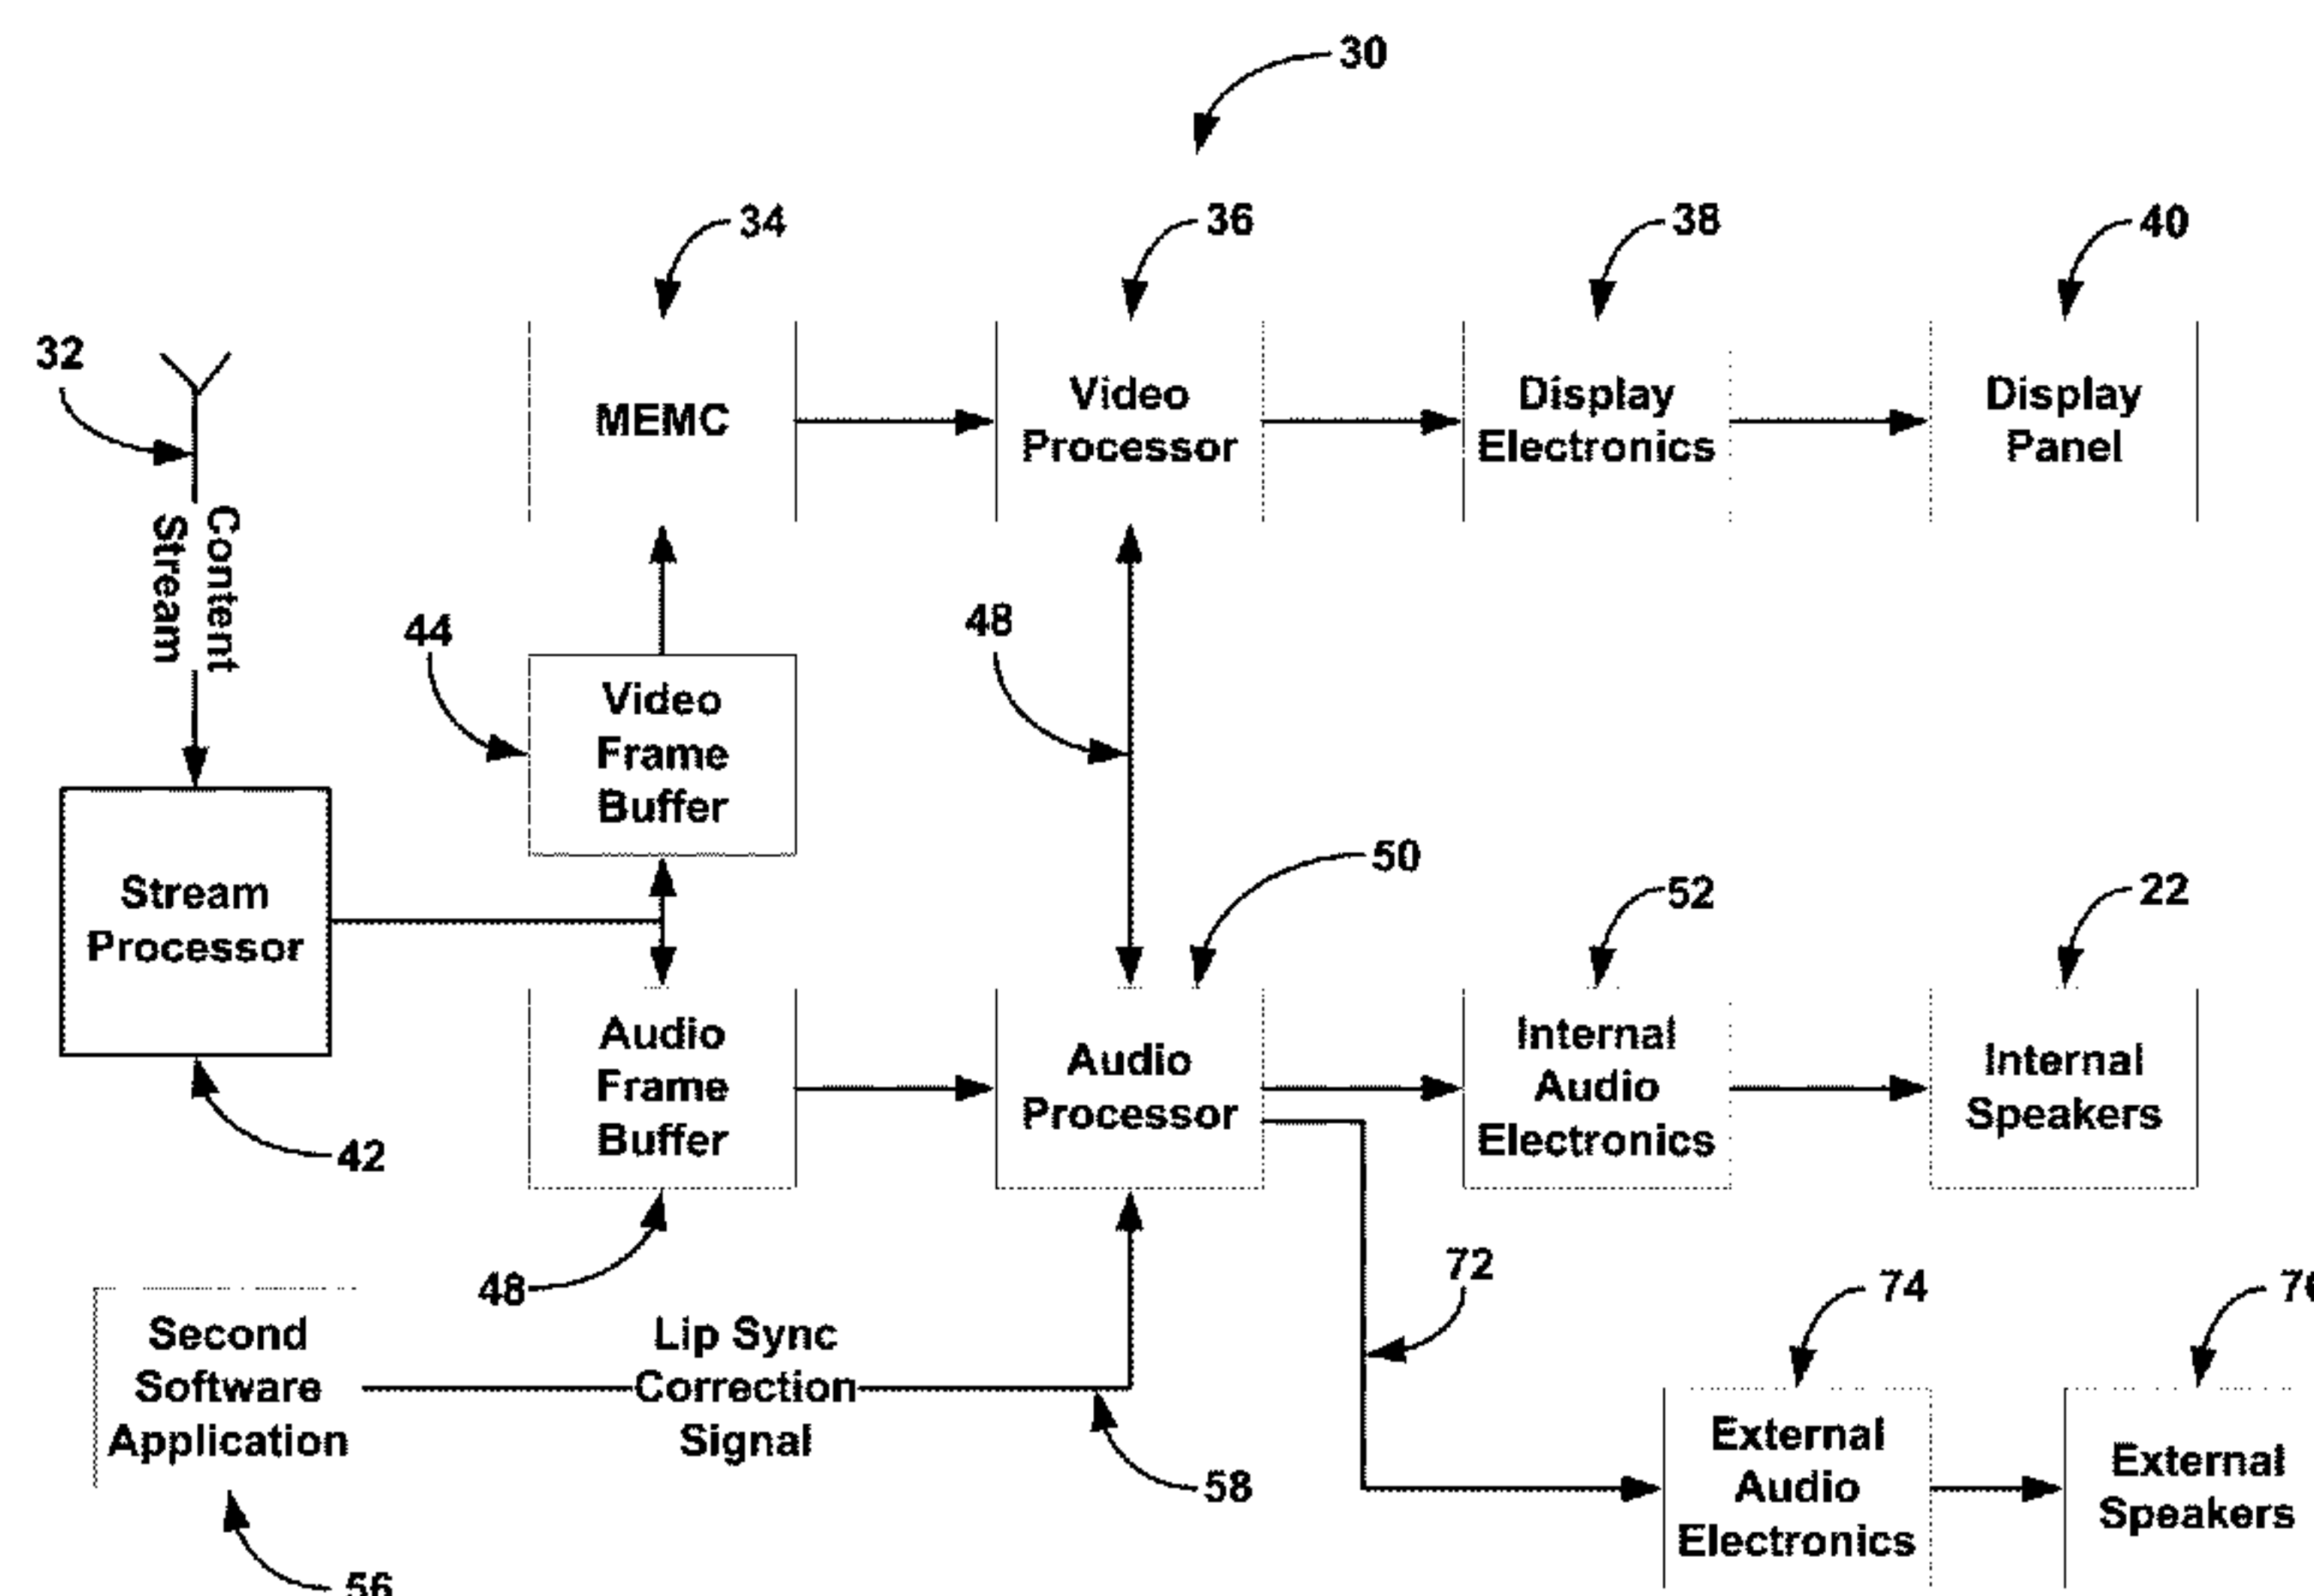 30
34
36
38
40
32
MEMC
Video
Processor
Display
Electronics
Display
Panel
Content
Stream
44
48
Video
Frame
Buffer
50
52
22
Stream
Processor
Audio
Frame
Buffer
Audio
Processor
Internal
Audio
Electronics
Internal
Speakers
42
48
72
74
Second
Software
Application
Lip Sync
Correction
Signal
58
External
Audio
Electronics
External
Speakers
56